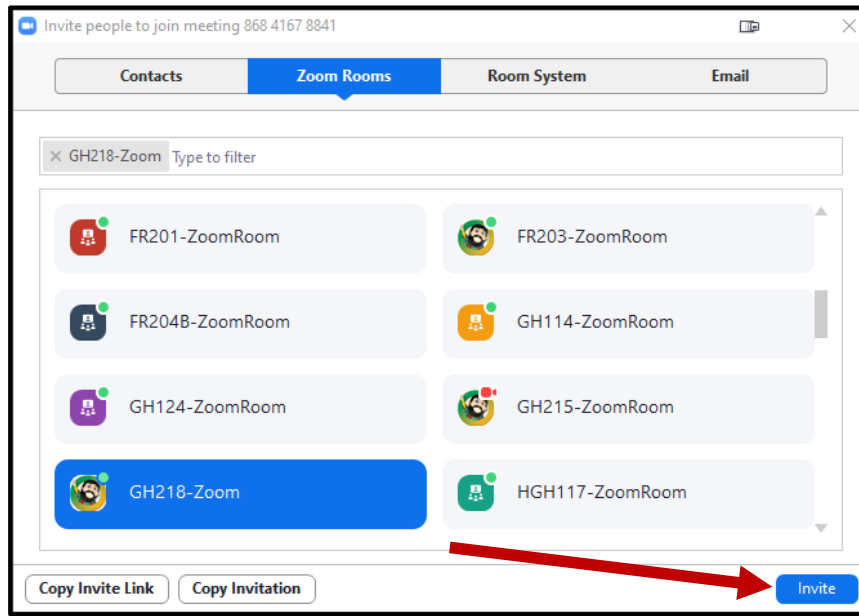 Invite people to join meeting 868 4167 8841
Contacts Zoom Rooms Room System Email
GH218-Zoom Type to filter
FR201-ZoomRoom FR203-ZoomRoom
FR204B-ZoomRoom GH114-ZoomRoom
GH124-ZoomRoom GH215-ZoomRoom
GH218-Zoom HGH117-ZoomRoom
Copy Invite Link Copy Invitation Invite